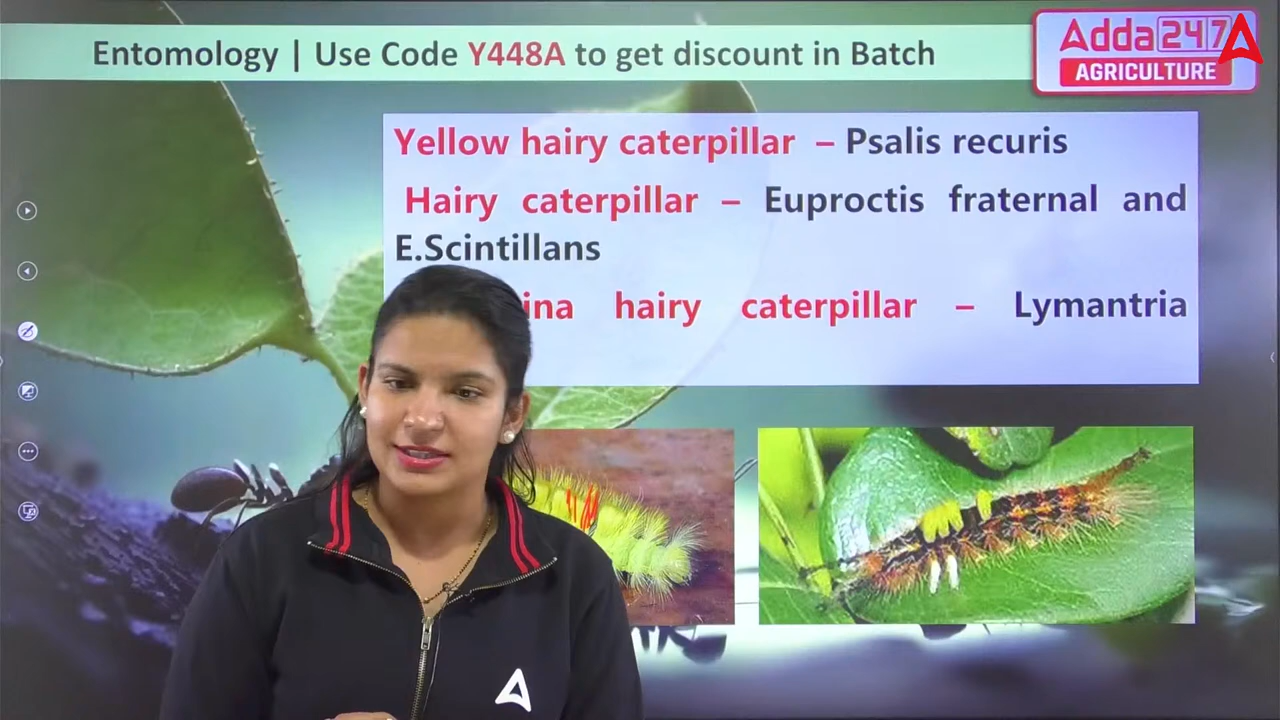 Entomology | Use Code Y448A to get discount in Batch
Adda247
AGRICULTURE
Yellow hairy caterpillar – Psalis recuris
Hairy caterpillar – Euproctis fraternal and
E.Scintillans
hairy caterpillar – Lymantria